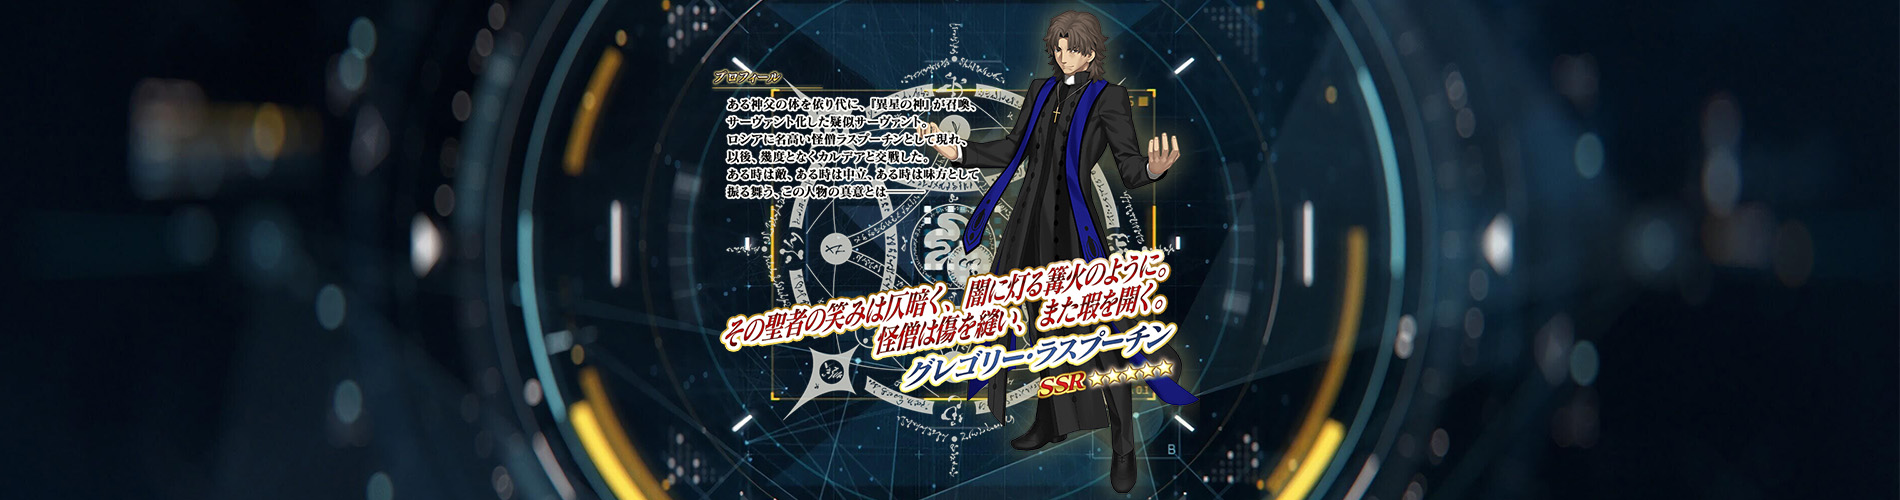 プロフィール
ある神父の体を依り代に、『異星の神』が召喚、
サーヴァント化した疑似サーヴァント。
ロシアに名高い怪僧ラスプーチンとして現れ、
以後、幾度となくカルデアと交戦した。
ある時は敵、ある時は中立、ある時は味方として
振る舞う、この人物の真意とは———
その聖者の笑みは仄暗く、闇に灯る篝火のように。
怪僧は傷を縫い、また瑕を開く。
グレゴリー・ラスプーチン
SSR ☆☆☆☆☆
B